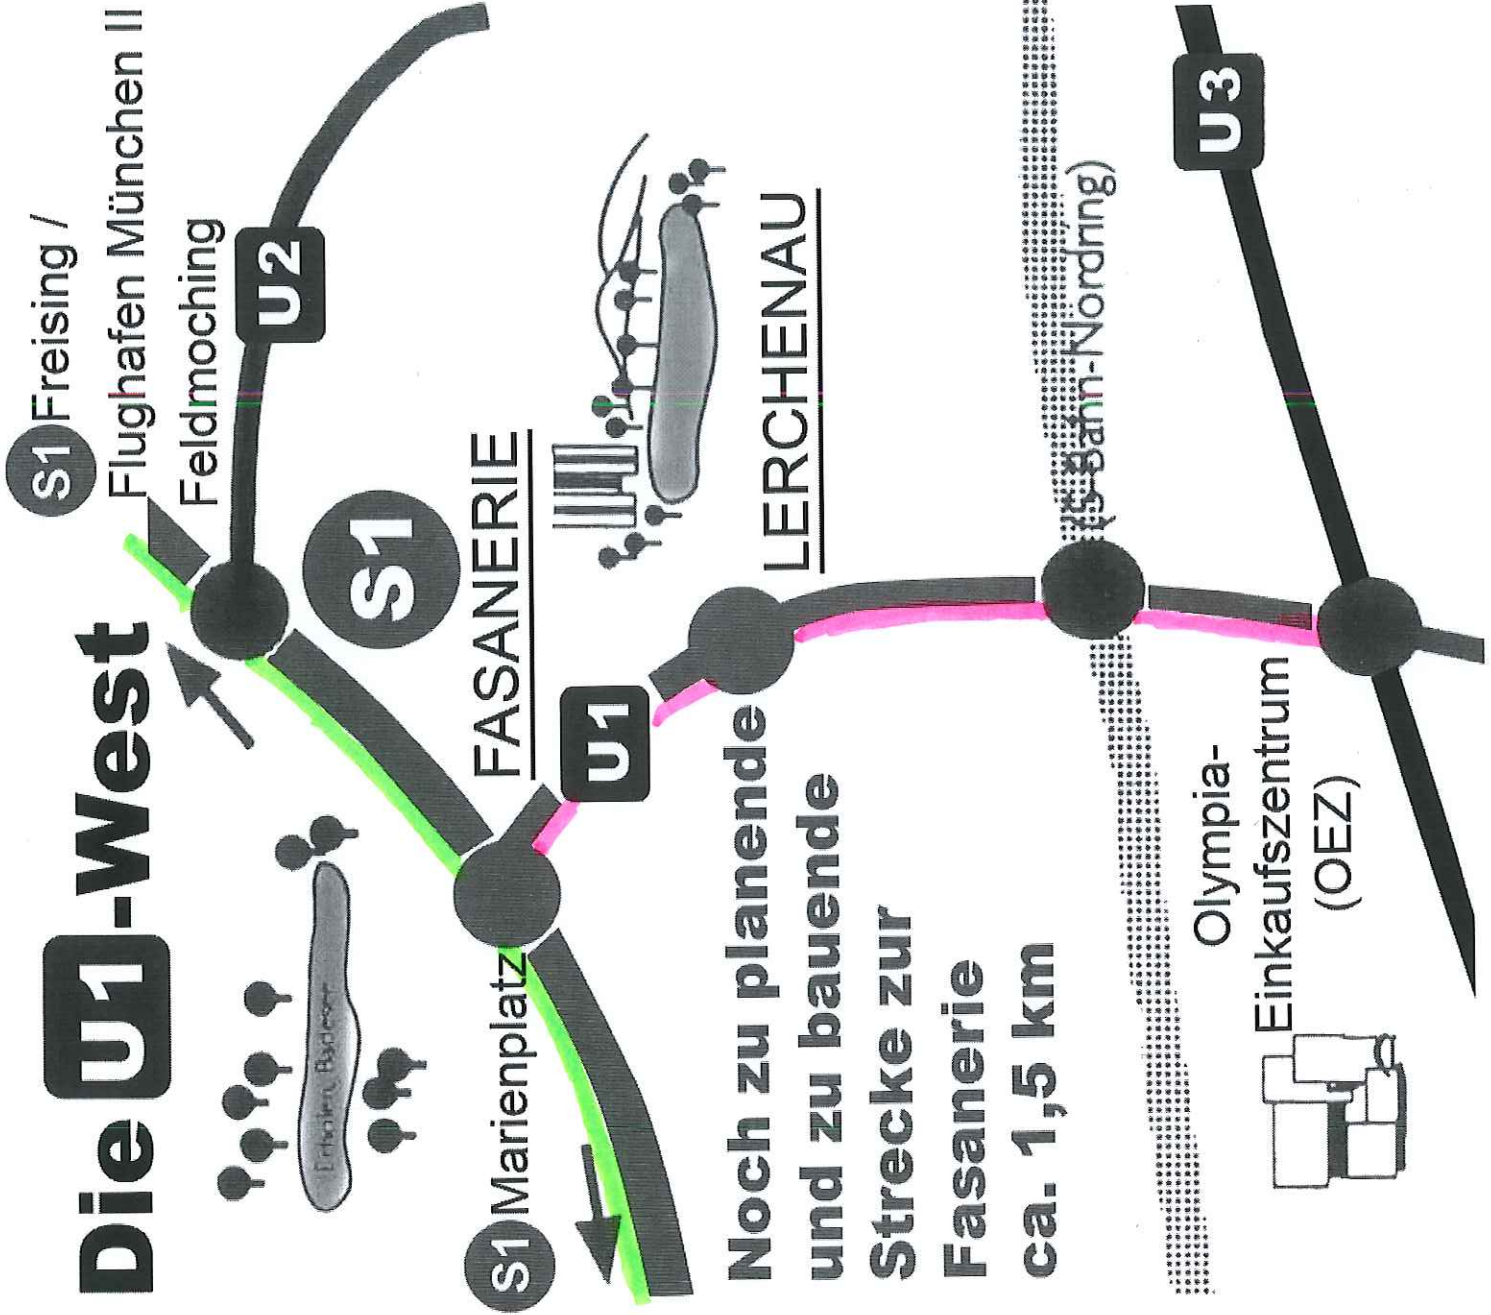 Die U1-West
S1 Freising /
Flughafen München II
Feldmoching
U2
S1
FASANERIE
S1 Marienplatz
U1
LERCHENAU
Noch zu planende
und zu bauende
Strecke zur
Fasanerie
ca. 1,5 km
(S-Bahn-Nordring)
U3
Olympia-
Einkaufszentrum
(OEZ)